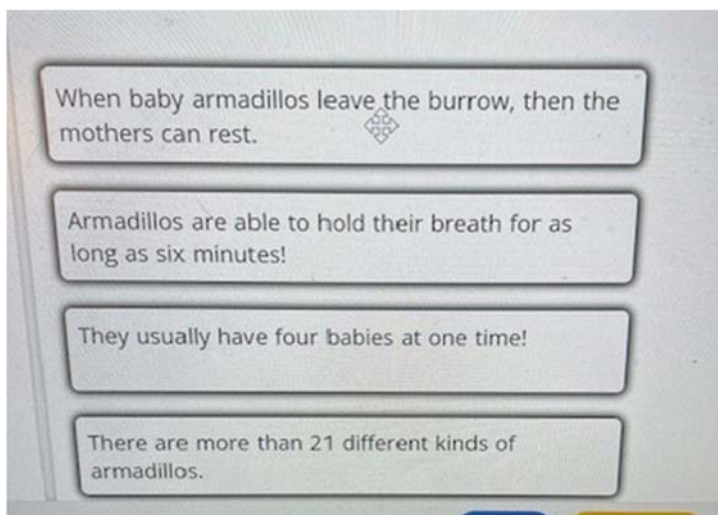 When baby armadillos leave the burrow, then the
mothers can rest.
Armadillos are able to hold their breath for as
long as six minutes!
They usually have four babies at one time!
There are more than 21 different kinds of
armadillos.